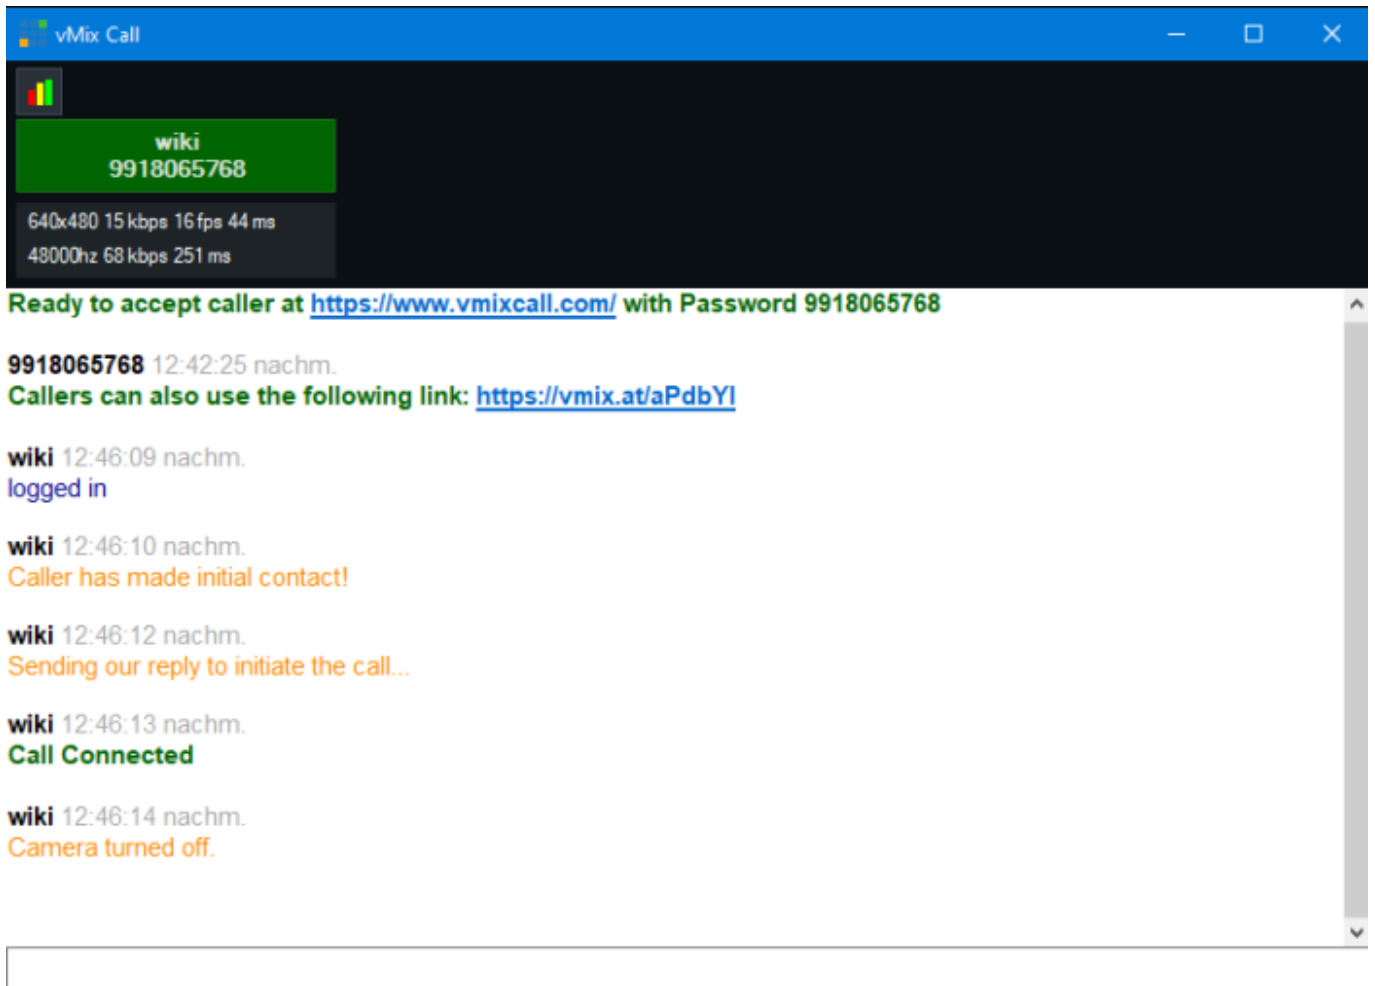 vMix Call
wiki
9918065768
640x480 15 kbps 16 fps 44 ms
48000hz 68 kbps 251 ms
Ready to accept caller at https://www.vmixcall.com/ with Password 9918065768
9918065768 12:42:25 nachm.
Callers can also use the following link: https://vmix.at/aPdbYI
wiki 12:46:09 nachm.
logged in
wiki 12:46:10 nachm.
Caller has made initial contact!
wiki 12:46:12 nachm.
Sending our reply to initiate the call...
wiki 12:46:13 nachm.
Call Connected
wiki 12:46:14 nachm.
Camera turned off.